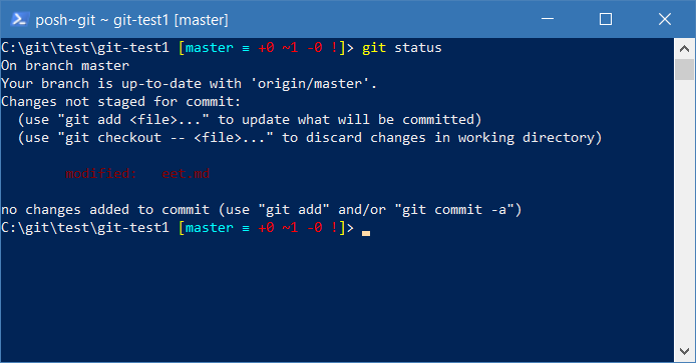 posh~git ~ git-test1 [master]
C:\git\test\git-test1 [master ≡ +0 ~1 -0 !]> git status
On branch master
Your branch is up-to-date with 'origin/master'.
Changes not staged for commit:
  (use "git add <file>..." to update what will be committed)
  (use "git checkout -- <file>..." to discard changes in working directory)
        modified:   eet.md
no changes added to commit (use "git add" and/or "git commit -a")
C:\git\test\git-test1 [master ≡ +0 ~1 -0 !]>